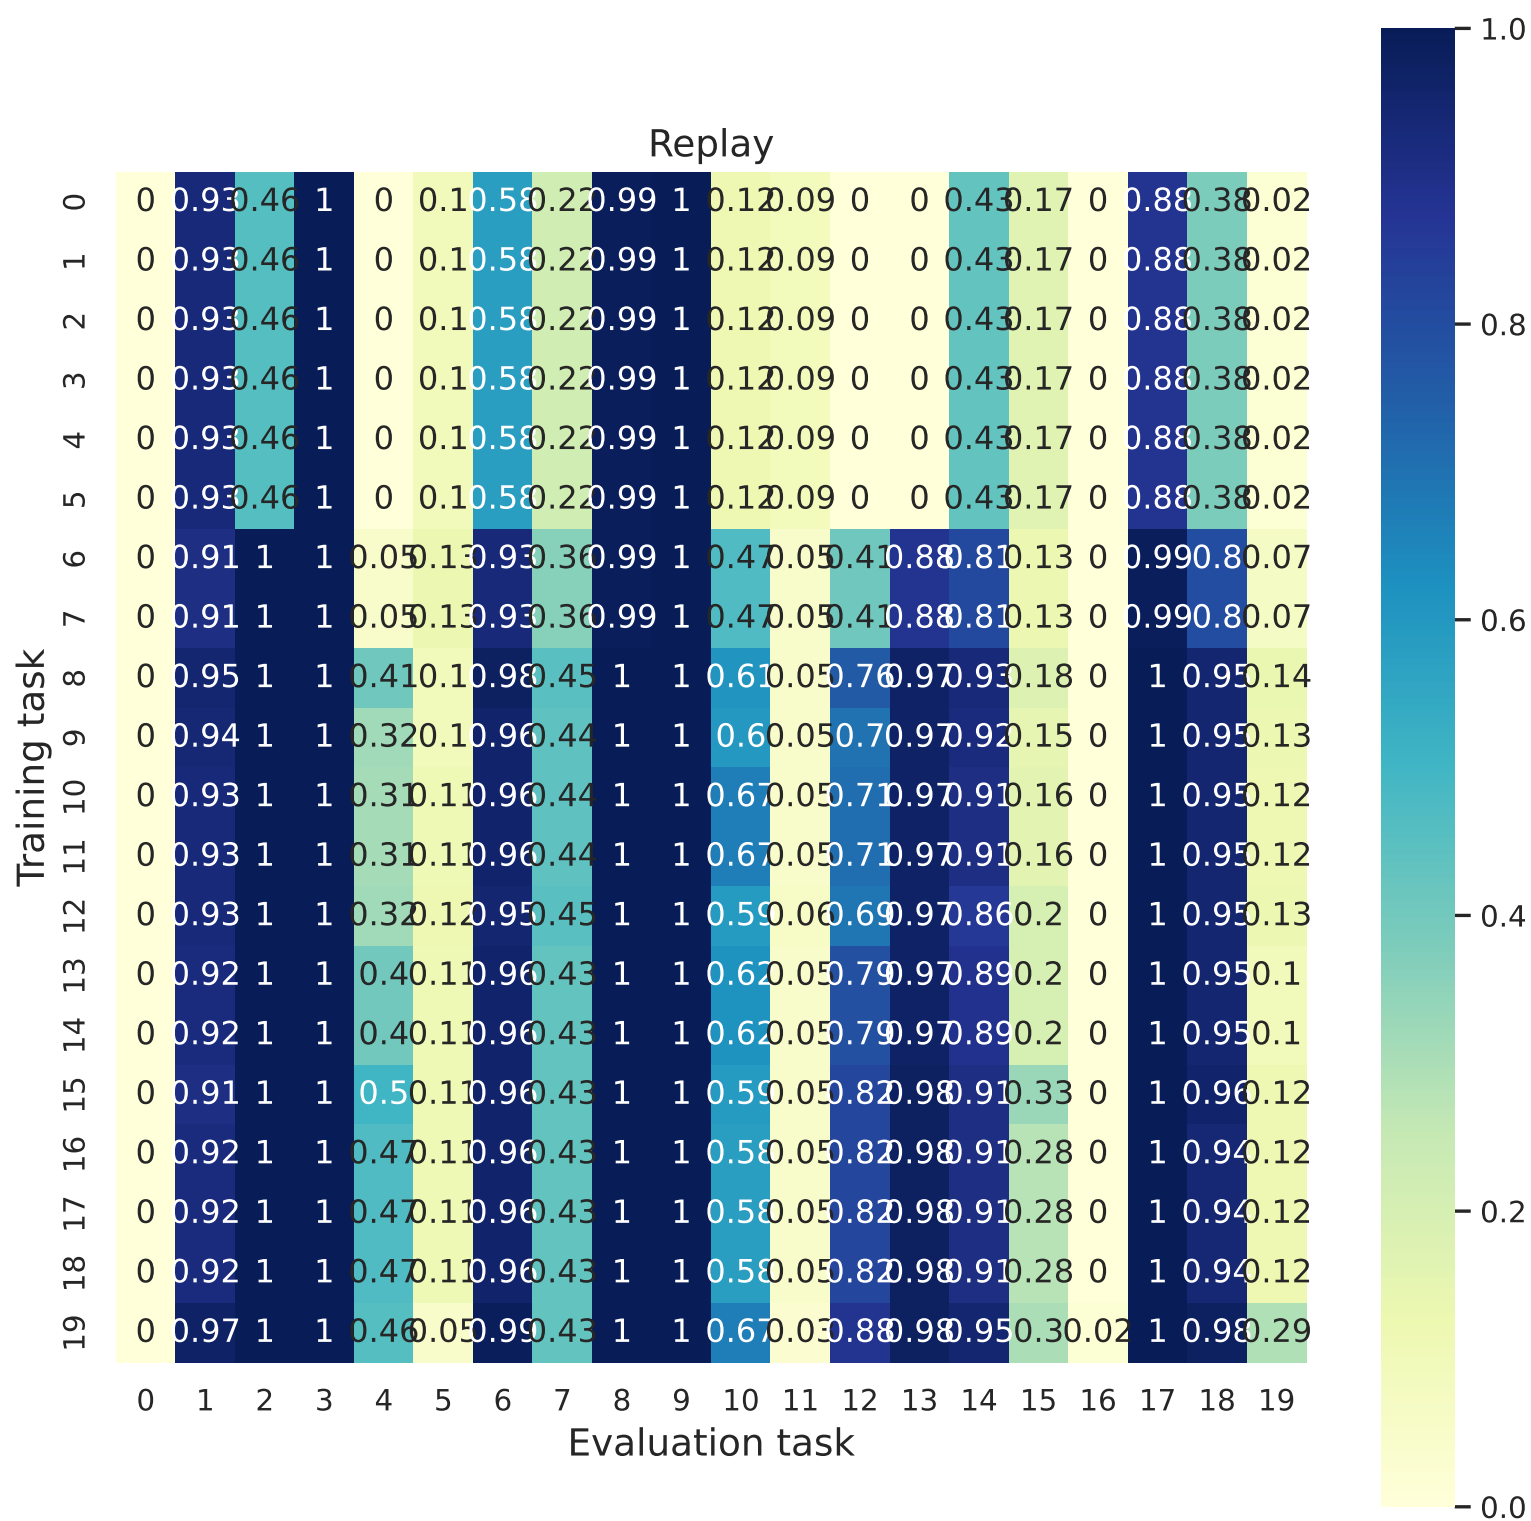 Replay
0 0 0.93 0.46 1 0 0.1 0.58 0.22 0.99 1 0.12 0.09 0 0 0.43 0.17 0 0.88 0.38 0.02
1 0 0.93 0.46 1 0 0.1 0.58 0.22 0.99 1 0.12 0.09 0 0 0.43 0.17 0 0.88 0.38 0.02
2 0 0.93 0.46 1 0 0.1 0.58 0.22 0.99 1 0.12 0.09 0 0 0.43 0.17 0 0.88 0.38 0.02
3 0 0.93 0.46 1 0 0.1 0.58 0.22 0.99 1 0.12 0.09 0 0 0.43 0.17 0 0.88 0.38 0.02
4 0 0.93 0.46 1 0 0.1 0.58 0.22 0.99 1 0.12 0.09 0 0 0.43 0.17 0 0.88 0.38 0.02
5 0 0.93 0.46 1 0 0.1 0.58 0.22 0.99 1 0.12 0.09 0 0 0.43 0.17 0 0.88 0.38 0.02
6 0 0.91 1 1 0.05 0.13 0.93 0.36 0.99 1 0.47 0.05 0.41 0.88 0.81 0.13 0 0.99 0.8 0.07
7 0 0.91 1 1 0.05 0.13 0.93 0.36 0.99 1 0.47 0.05 0.41 0.88 0.81 0.13 0 0.99 0.8 0.07
8 0 0.95 1 1 0.41 0.1 0.98 0.45 1 1 0.61 0.05 0.76 0.97 0.93 0.18 0 1 0.95 0.14
9 0 0.94 1 1 0.32 0.1 0.96 0.44 1 1 0.6 0.05 0.7 0.97 0.92 0.15 0 1 0.95 0.13
10 0 0.93 1 1 0.31 0.11 0.96 0.44 1 1 0.67 0.05 0.71 0.97 0.91 0.16 0 1 0.95 0.12
11 0 0.93 1 1 0.31 0.11 0.96 0.44 1 1 0.67 0.05 0.71 0.97 0.91 0.16 0 1 0.95 0.12
12 0 0.93 1 1 0.32 0.12 0.95 0.45 1 1 0.59 0.06 0.69 0.97 0.86 0.2 0 1 0.95 0.13
13 0 0.92 1 1 0.4 0.11 0.96 0.43 1 1 0.62 0.05 0.79 0.97 0.89 0.2 0 1 0.95 0.1
14 0 0.92 1 1 0.4 0.11 0.96 0.43 1 1 0.62 0.05 0.79 0.97 0.89 0.2 0 1 0.95 0.1
15 0 0.91 1 1 0.5 0.11 0.96 0.43 1 1 0.59 0.05 0.82 0.98 0.91 0.33 0 1 0.96 0.12
16 0 0.92 1 1 0.47 0.11 0.96 0.43 1 1 0.58 0.05 0.82 0.98 0.91 0.28 0 1 0.94 0.12
17 0 0.92 1 1 0.47 0.11 0.96 0.43 1 1 0.58 0.05 0.82 0.98 0.91 0.28 0 1 0.94 0.12
18 0 0.92 1 1 0.47 0.11 0.96 0.43 1 1 0.58 0.05 0.82 0.98 0.91 0.28 0 1 0.94 0.12
19 0 0.97 1 1 0.46 0.05 0.99 0.43 1 1 0.67 0.03 0.88 0.98 0.95 0.3 0.02 1 0.98 0.29
0 1 2 3 4 5 6 7 8 9 10 11 12 13 14 15 16 17 18 19
Evaluation task
Training task
1.0
0.8
0.6
0.4
0.2
0.0